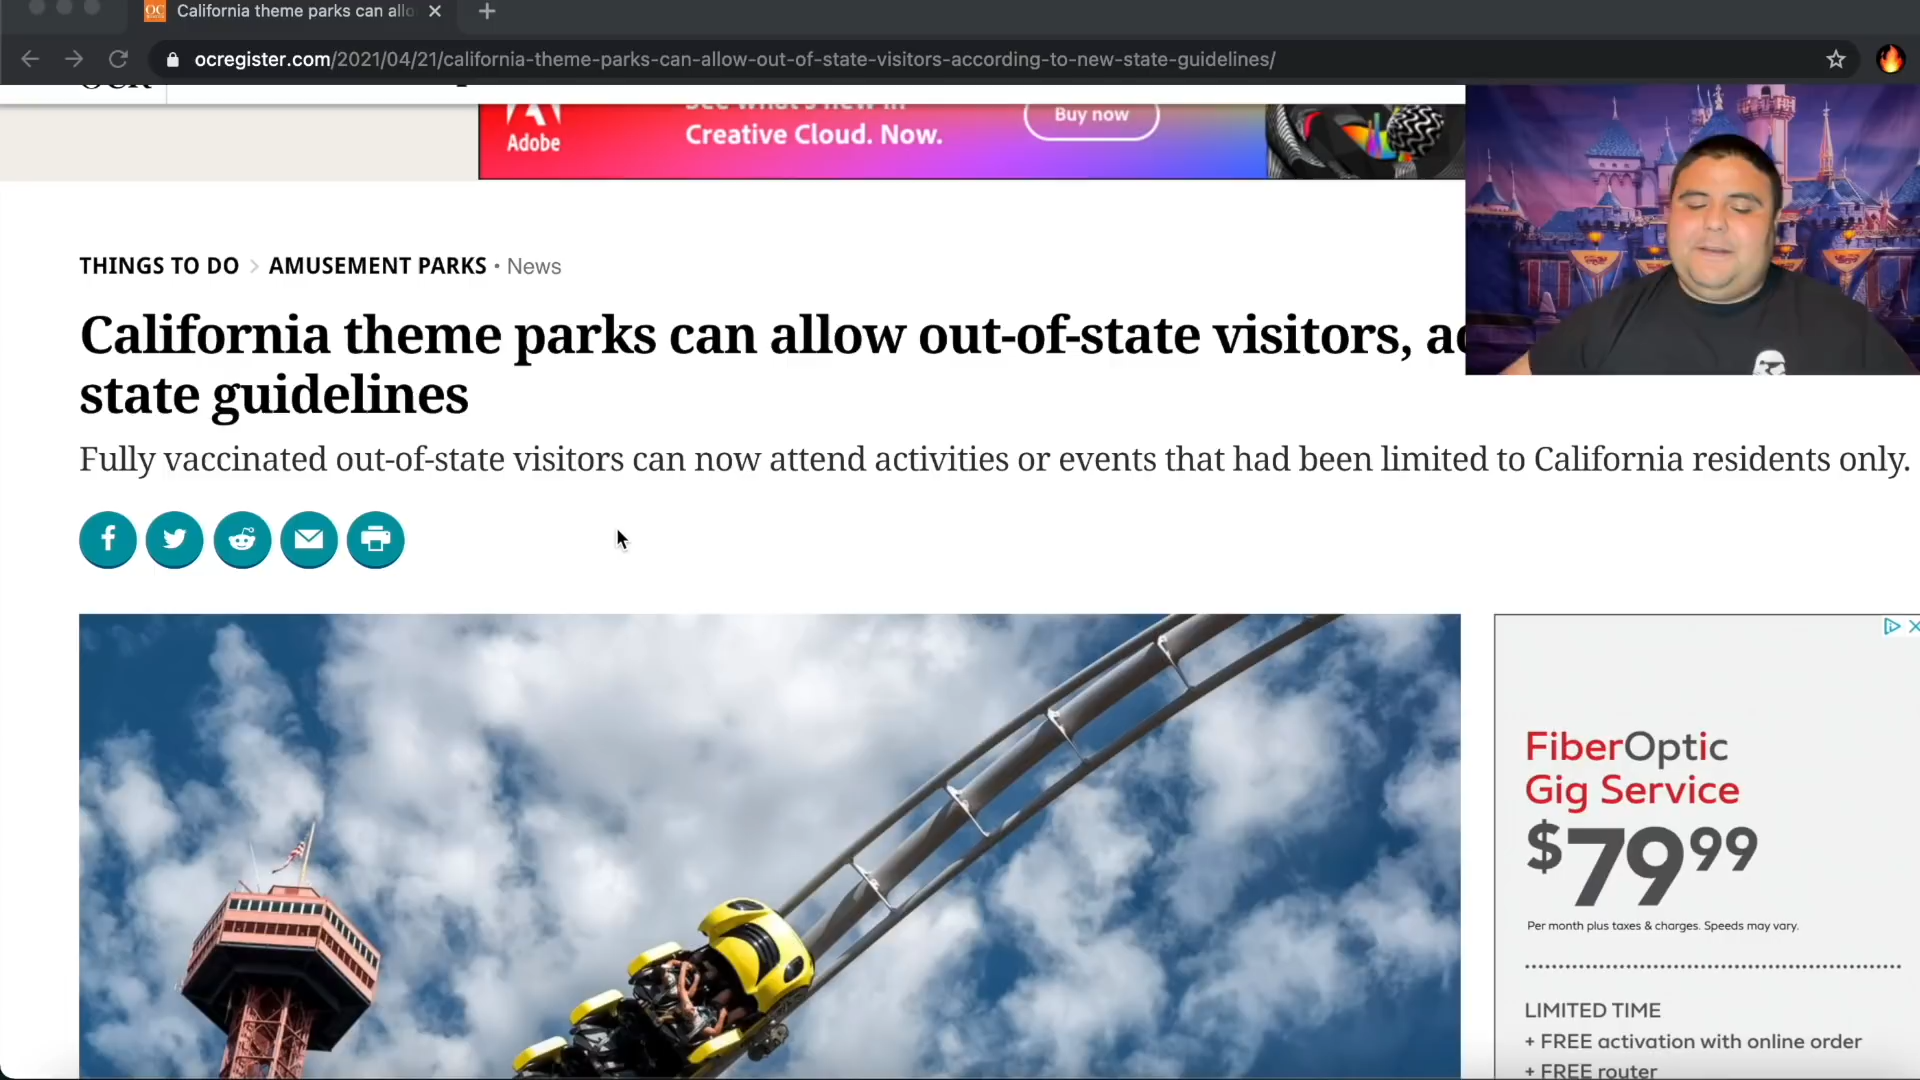 OC
California theme parks can allo
ocregister.com/2021/04/21/california-theme-parks-can-allow-out-of-state-visitors-according-to-new-state-guidelines/
See what's new in
Creative Cloud. Now.
Adobe
Buy now
THINGS TO DO > AMUSEMENT PARKS • News
California theme parks can allow out-of-state visitors, ac
state guidelines
Fully vaccinated out-of-state visitors can now attend activities or events that had been limited to California residents only.
FiberOptic
Gig Service
$79.99
Per month plus taxes & charges. Speeds may vary.
LIMITED TIME
+ FREE activation with online order
+ FREE router